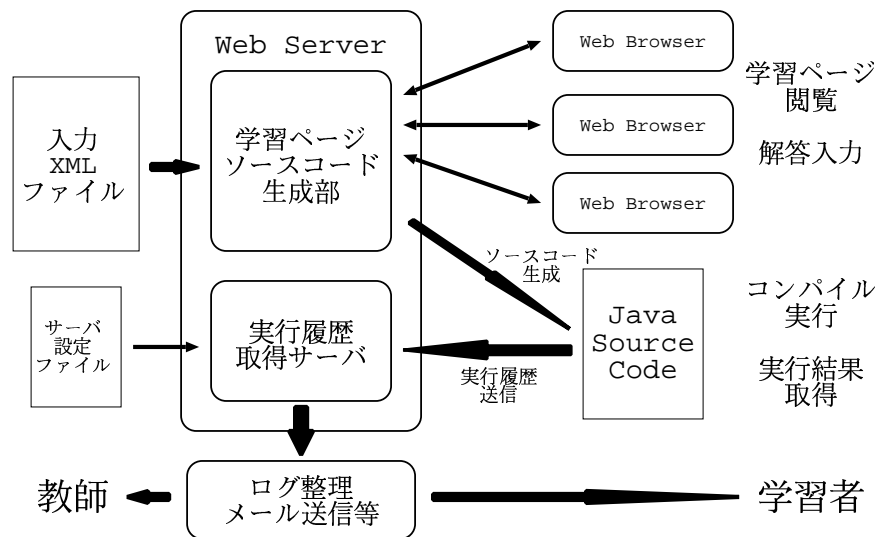 Web Server
入力
XML
ファイル
学習ページ
ソースコード
生成部
Web Browser
Web Browser
Web Browser
学習ページ
閲覧
解答入力
ソースコード
生成
サーバ
設定
ファイル
実行履歴
取得サーバ
実行履歴
送信
Java
Source
Code
コンパイル
実行
実行結果
取得
教師
ログ整理
メール送信等
学習者